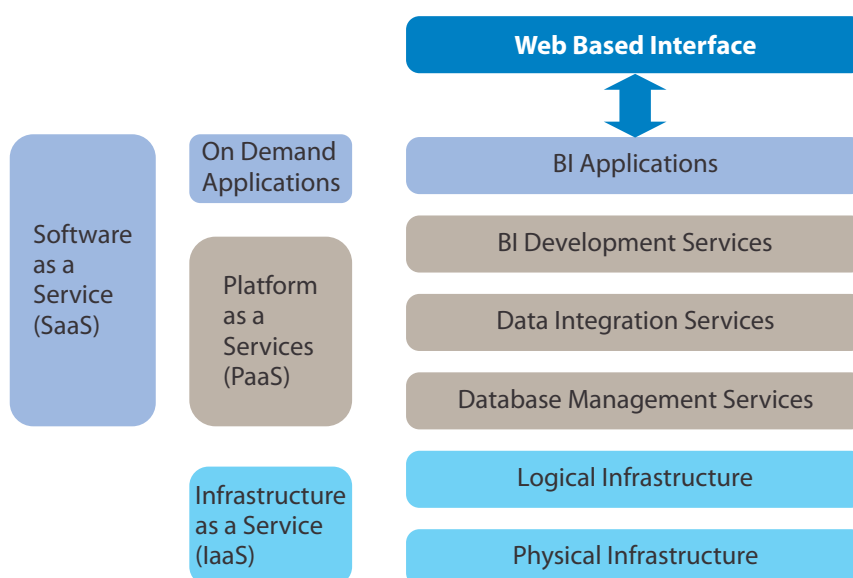 Web Based Interface
Software
as a
Service
(SaaS)
On Demand
Applications
Platform
as a
Services
(PaaS)
Infrastructure
as a Service
(IaaS)
BI Applications
BI Development Services
Data Integration Services
Database Management Services
Logical Infrastructure
Physical Infrastructure